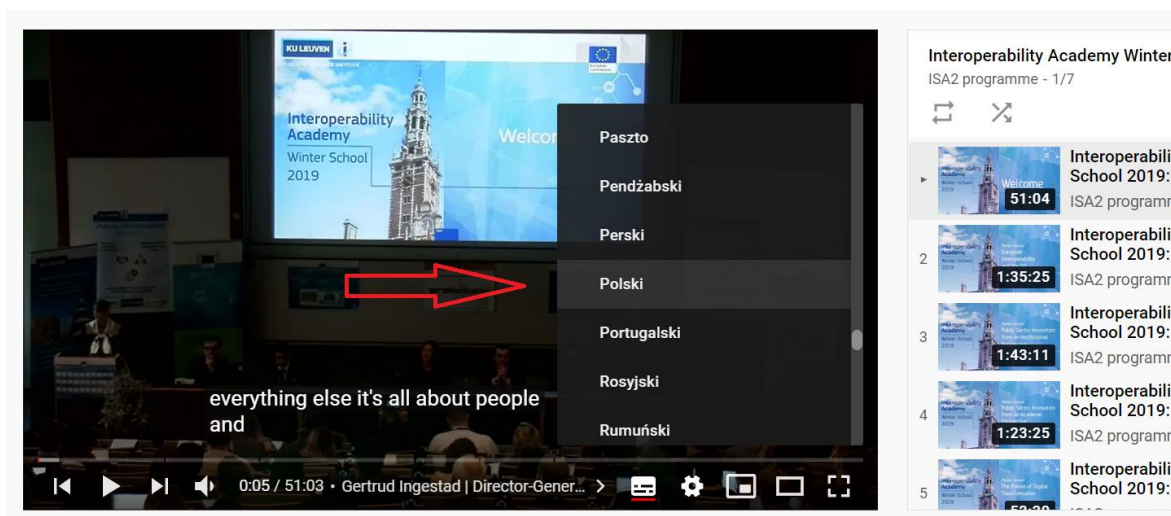 KU LEUVEN
Interoperability
Academy
Winter School
2019
Welcom
Paszto
Pendżabski
Perski
Polski
Portugalski
Rosyjski
Rumuński
everything else it's all about people
and
0:05 / 51:03 • Gertrud Ingestad | Director-Gener...
Interoperability Academy Winter
ISA2 programme - 1/7
Interoperabili
School 2019:
ISA2 programm
Welcome
51:04
2
Interoperabili
School 2019:
ISA2 programm
1:35:25
3
Interoperabili
School 2019:
ISA2 programm
1:43:11
4
Interoperabili
School 2019:
ISA2 programm
1:23:25
5
Interoperabili
School 2019: